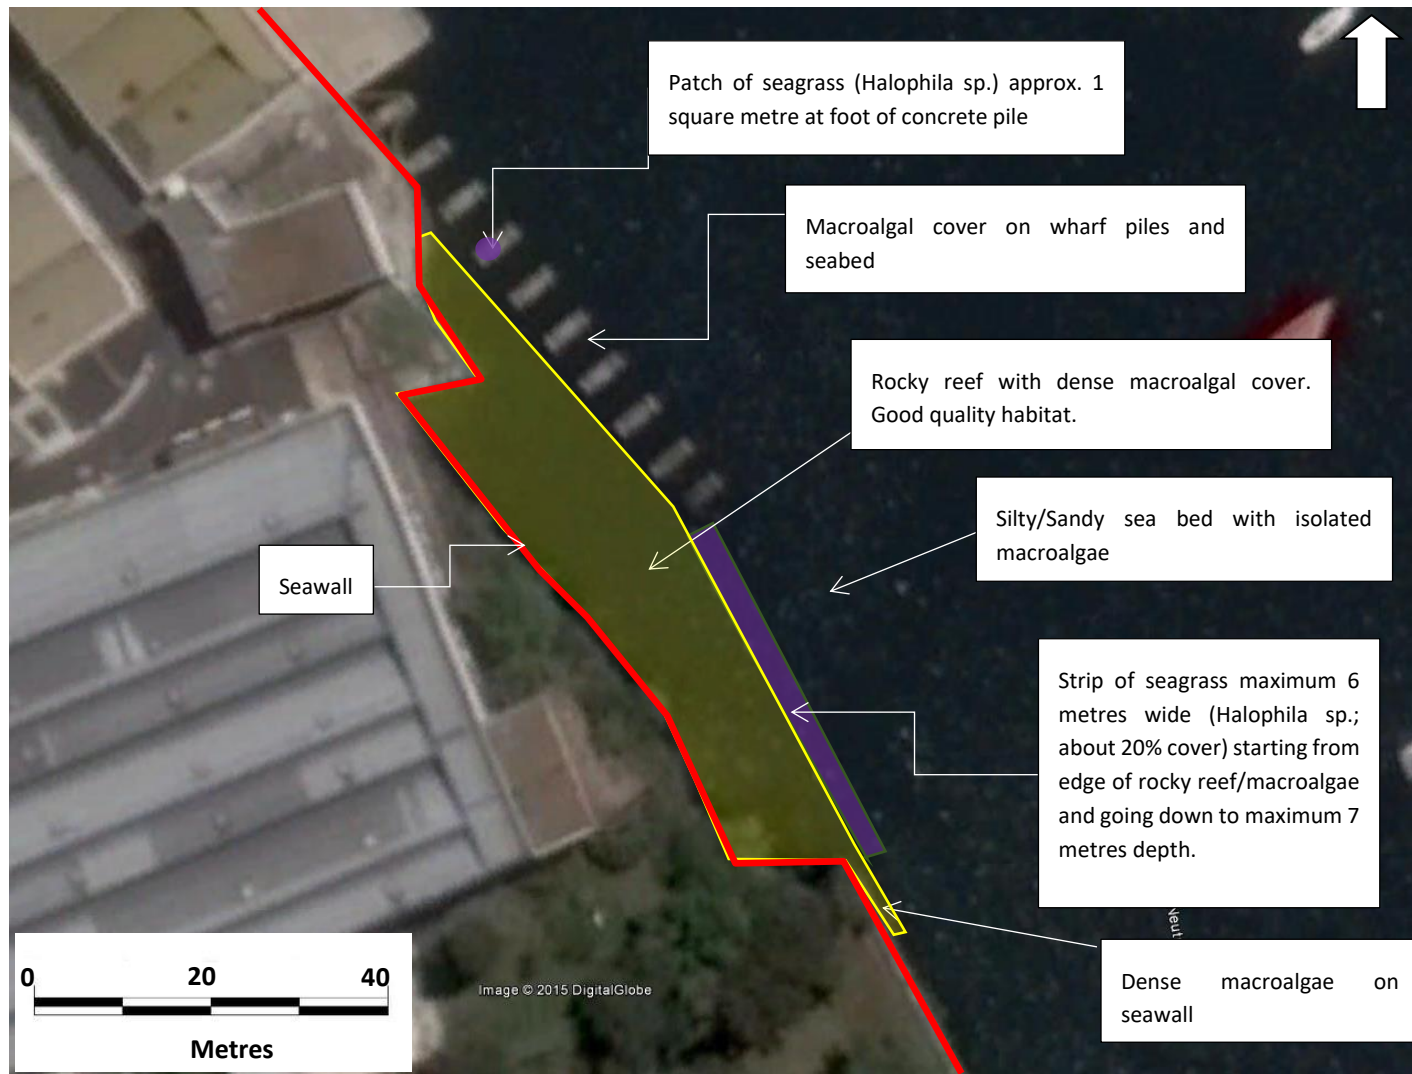 Patch of seagrass (Halophila sp.) approx. 1
square metre at foot of concrete pile
Macroalgal cover on wharf piles and
seabed
Rocky reef with dense macroalgal cover.
Good quality habitat.
Silty/Sandy sea bed with isolated
macroalgae
Seawall
Strip of seagrass maximum 6
metres wide (Halophila sp.;
about 20% cover) starting from
edge of rocky reef/macroalgae
and going down to maximum 7
metres depth.
Neut
Dense macroalgae on
seawall
0 20 40
Metres
Image © 2015 DigitalGlobe